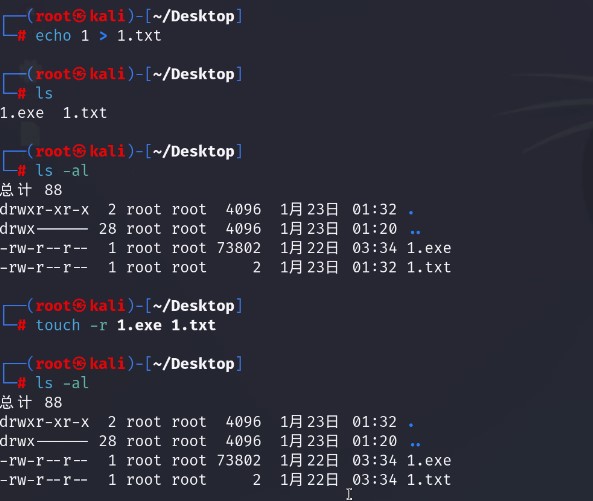 ┌──(root㉿kali)-[~/Desktop]
└─# echo 1 > 1.txt
┌──(root㉿kali)-[~/Desktop]
└─# ls
1.exe  1.txt
┌──(root㉿kali)-[~/Desktop]
└─# ls -al
总计 88
drwxr-xr-x  2 root root  4096  1月23日 01:32 .
drwx------ 28 root root  4096  1月23日 01:20 ..
-rw-r--r--  1 root root 73802  1月22日 03:34 1.exe
-rw-r--r--  1 root root     2  1月23日 01:32 1.txt
┌──(root㉿kali)-[~/Desktop]
└─# touch -r 1.exe 1.txt
┌──(root㉿kali)-[~/Desktop]
└─# ls -al
总计 88
drwxr-xr-x  2 root root  4096  1月23日 01:32 .
drwx------ 28 root root  4096  1月23日 01:20 ..
-rw-r--r--  1 root root 73802  1月22日 03:34 1.exe
-rw-r--r--  1 root root     2  1月22日 03:34 1.txt